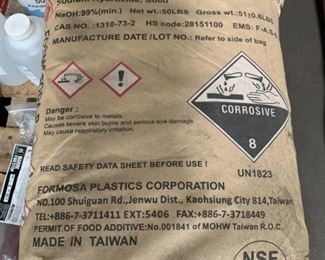 Sodium Hydroxide, Solid
NaOH:99%(min.) Net wt.:50LBS Gross wt.:51±0.6LBS
CAS NO. :1310-73-2 HS code:28151100 EMS: F-A,S-B
MANUFACTURE DATE/LOT NO.: Refer to side of bag
Danger :
May be corrosive to metals.
Causes severe skin burns and serious eye damage
May cause respiratory irritation.
CORROSIVE
8
READ SAFETY DATA SHEET BEFORE USE !
UN1823
FORMOSA PLASTICS CORPORATION
NO.100 Shuiguan Rd.,Jenwu Dist., Kaohsiung City 814,Taiwan
TEL:+886-7-3711411 EXT:5406 FAX:+886-7-3718449
PERMIT OF FOOD ADDITIVE:No.001841 of MOHW Taiwan R.O.C.
MADE IN TAIWAN
NSF